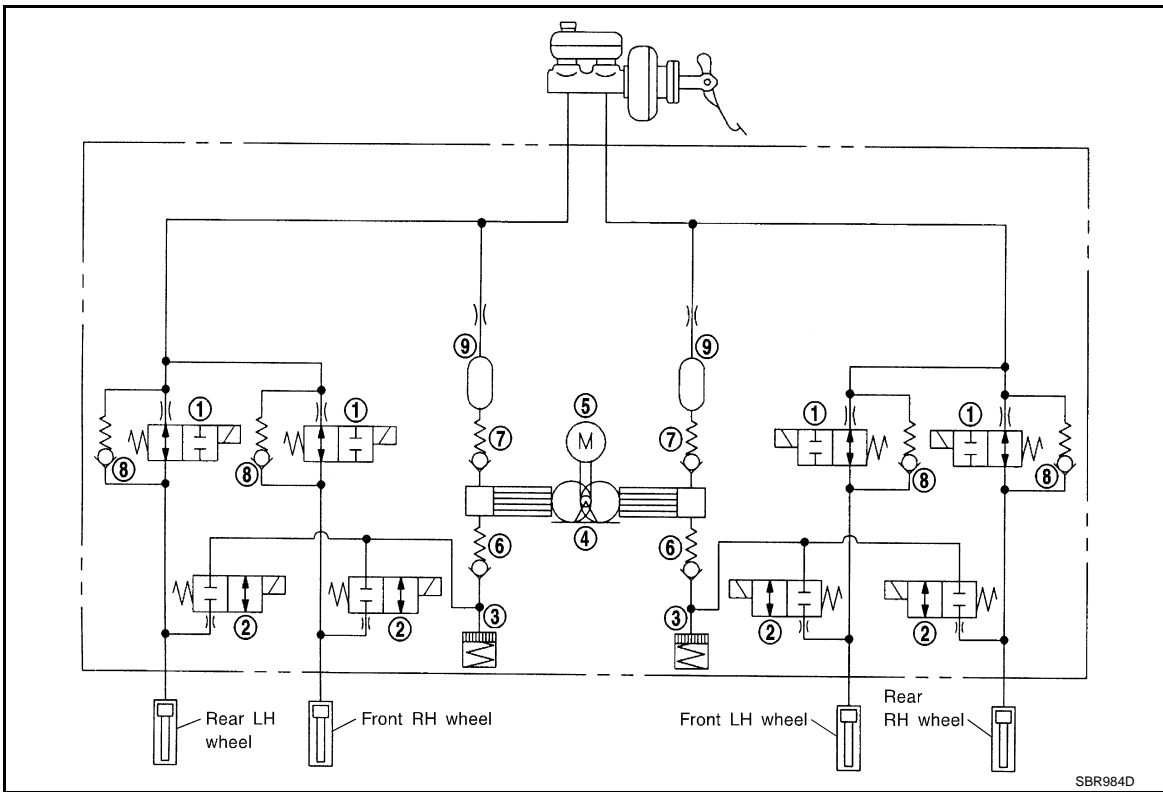 ⑨ ⑨
⑤
① ① ① ①
M
⑦ ⑦
⑧ ⑧ ⑧ ⑧
④
⑥ ⑥
③ ③
② ② ② ②
Rear LH
wheel
Front RH wheel
Front LH wheel
Rear
RH wheel
SBR984D